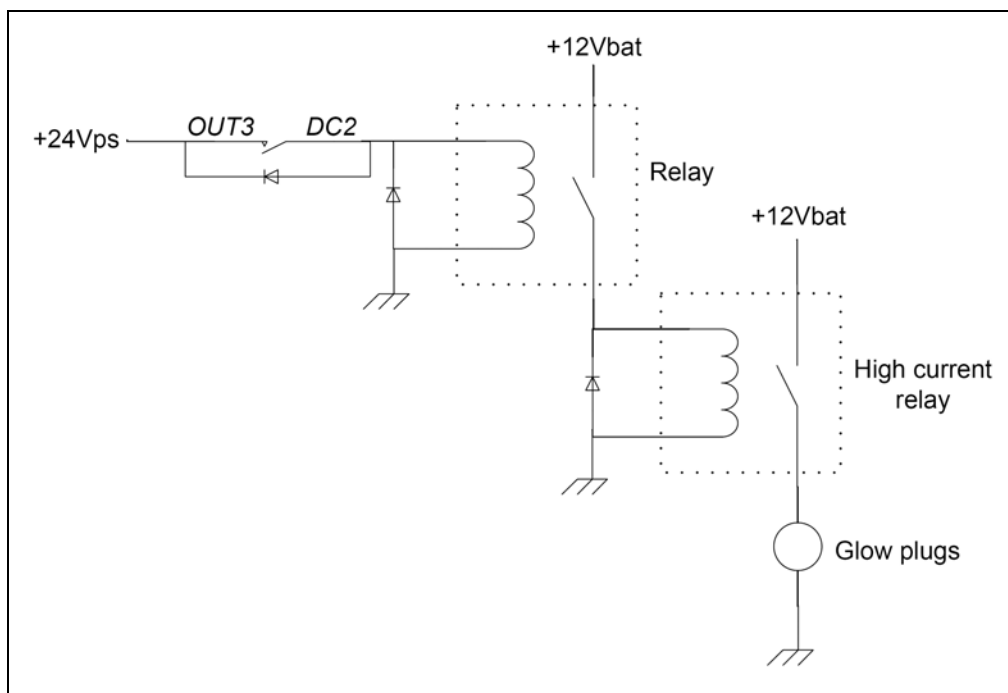 +12Vbat
+24Vps
OUT3
DC2
Relay
+12Vbat
High current
relay
Glow plugs